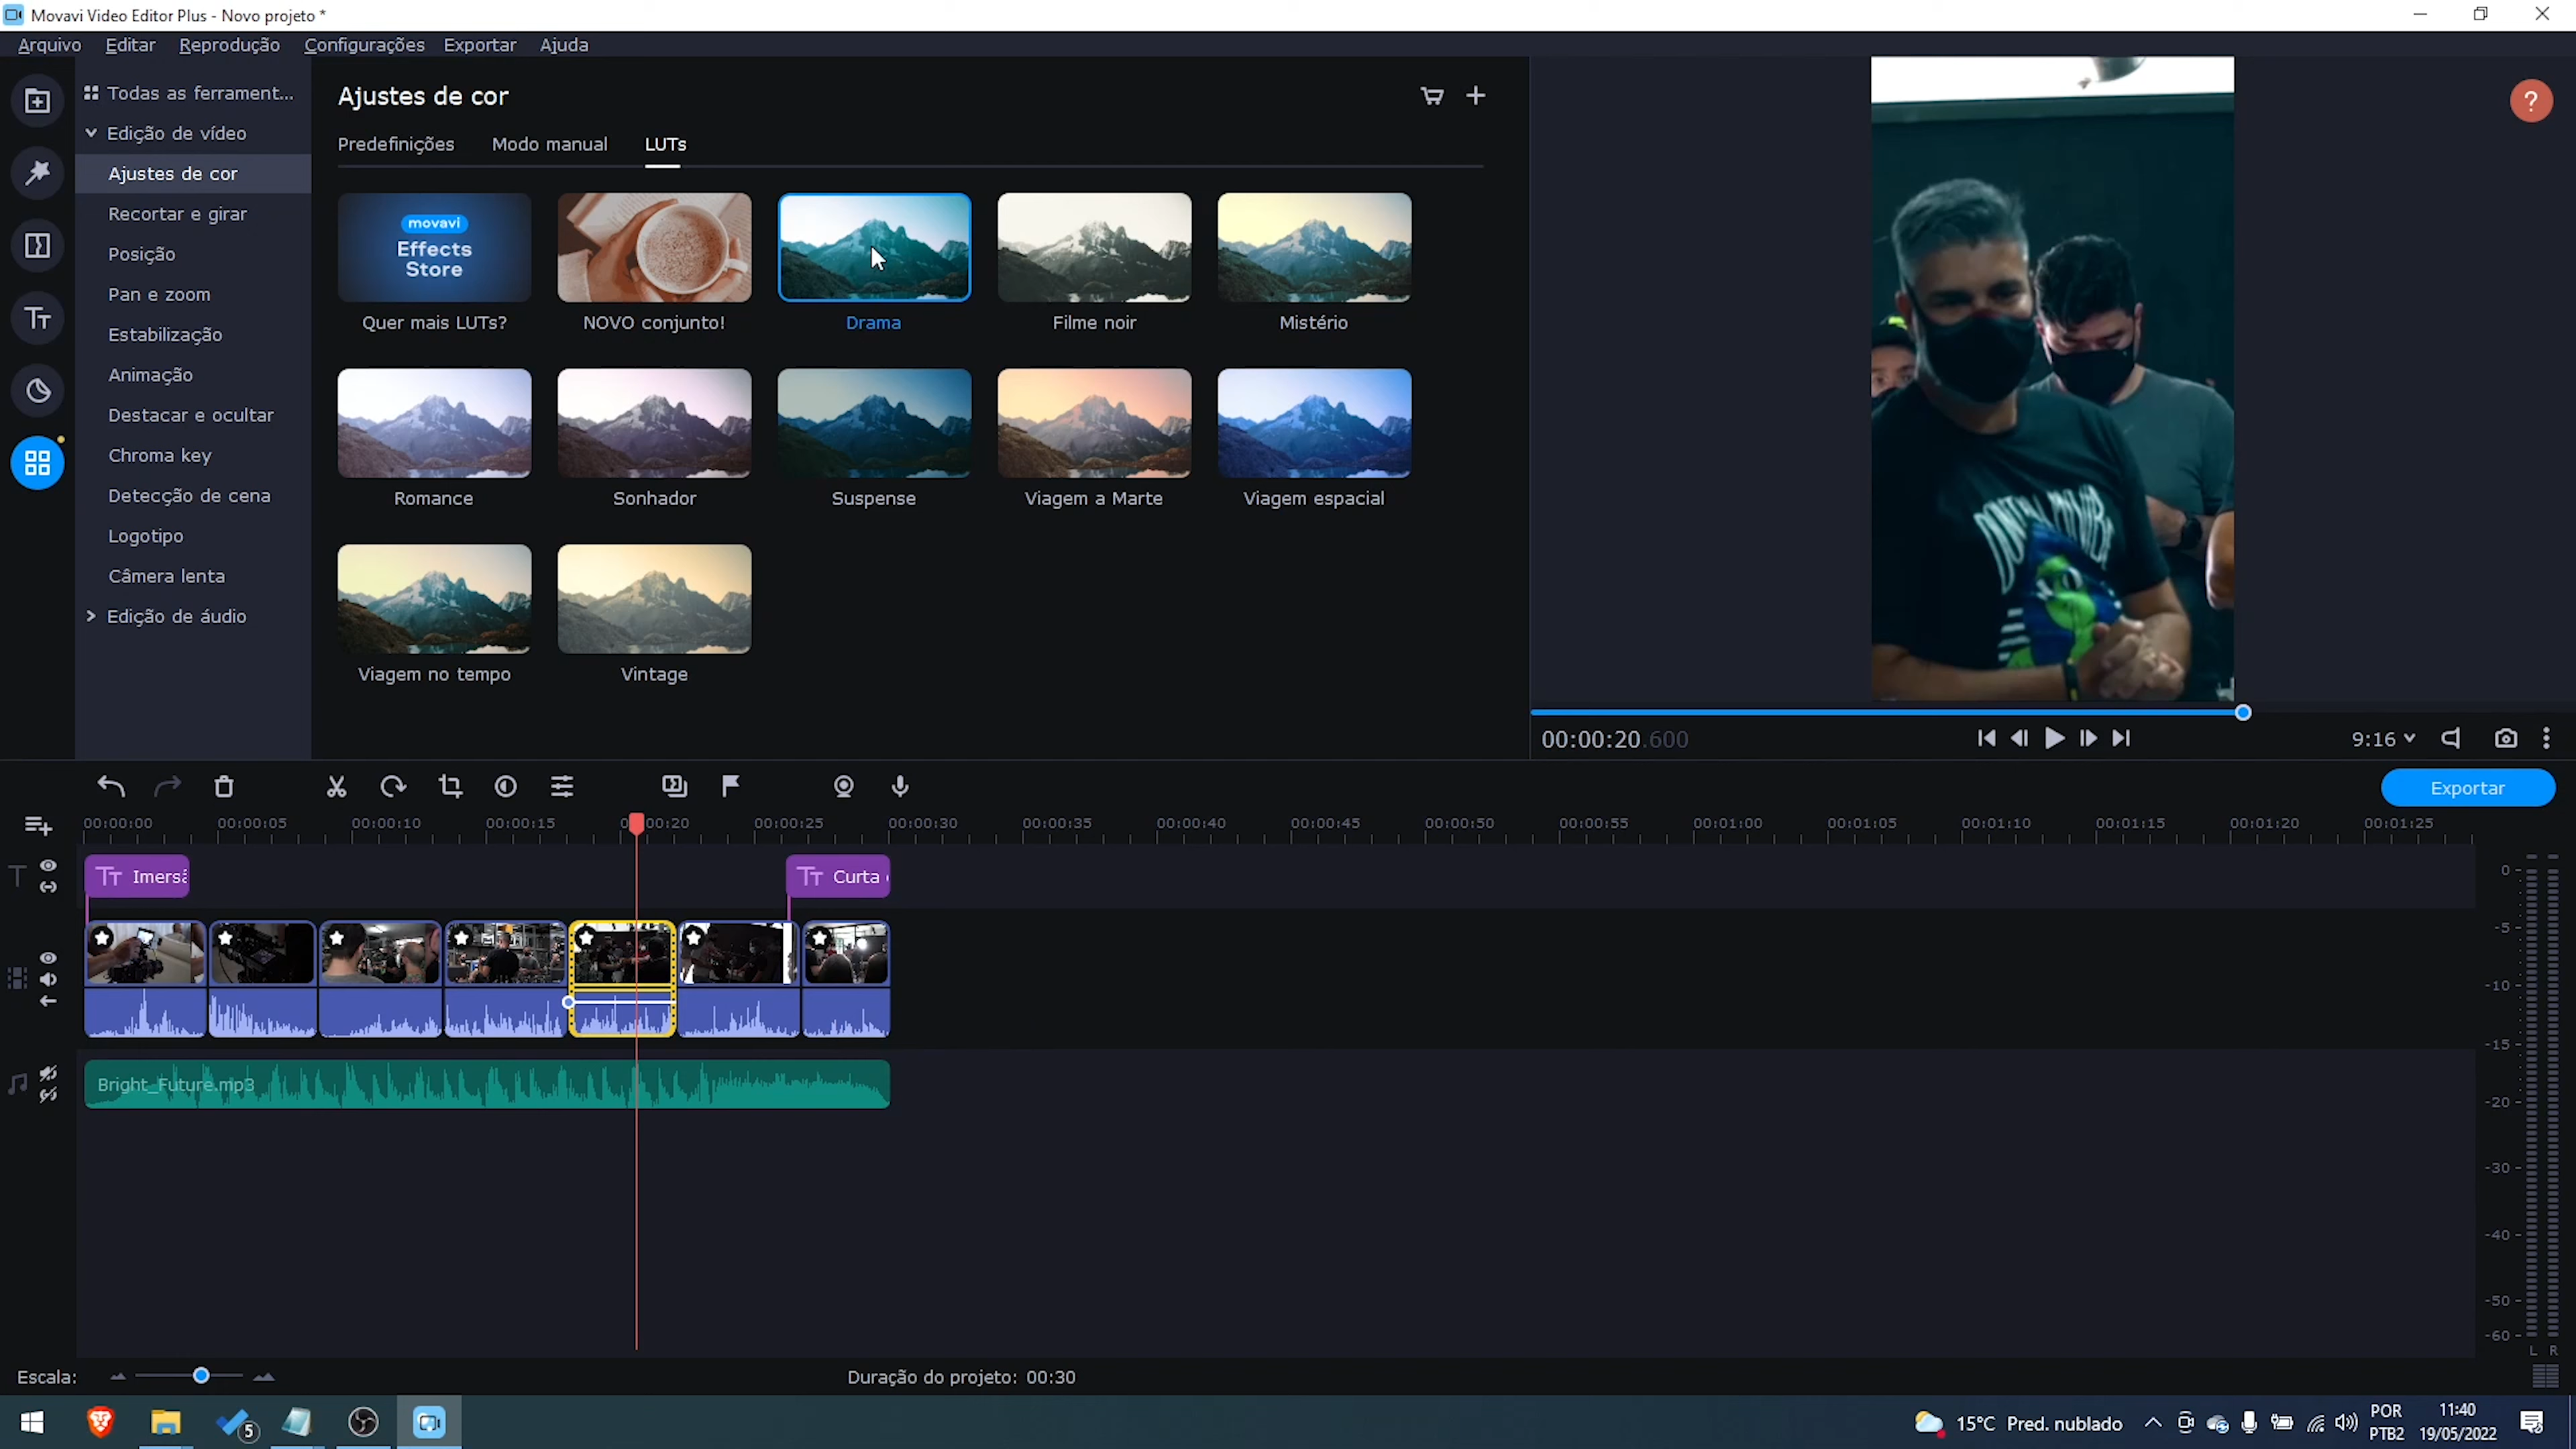 Movavi Video Editor Plus - Novo projeto *
Arquivo Editar Reprodução Configurações Exportar Ajuda
Todas as ferrament...
Edição de vídeo
Ajustes de cor
Recortar e girar
Posição
Pan e zoom
Estabilização
Animação
Destacar e ocultar
Chroma key
Detecção de cena
Logotipo
Câmera lenta
Edição de áudio
Ajustes de cor
Predefinições Modo manual LUTs
movavi
Effects
Store
Quer mais LUTs? NOVO conjunto! Drama Filme noir Mistério
Romance Sonhador Suspense Viagem a Marte Viagem espacial
Viagem no tempo Vintage
?
00:00:20.600
9:16
Exportar
00:00:00 00:00:05 00:00:10 00:00:15 00:00:20 00:00:25 00:00:30 00:00:35 00:00:40 00:00:45 00:00:50 00:00:55 00:01:00 00:01:05 00:01:10 00:01:15 00:01:20 00:01:25
Imersã
Curta
Bright_Future.mp3
0
-5
-10
-15
-20
-30
-40
-50
-60
L R
Escala:
Duração do projeto: 00:30
5
15°C Pred. nublado
POR
PTB2
11:40
19/05/2022